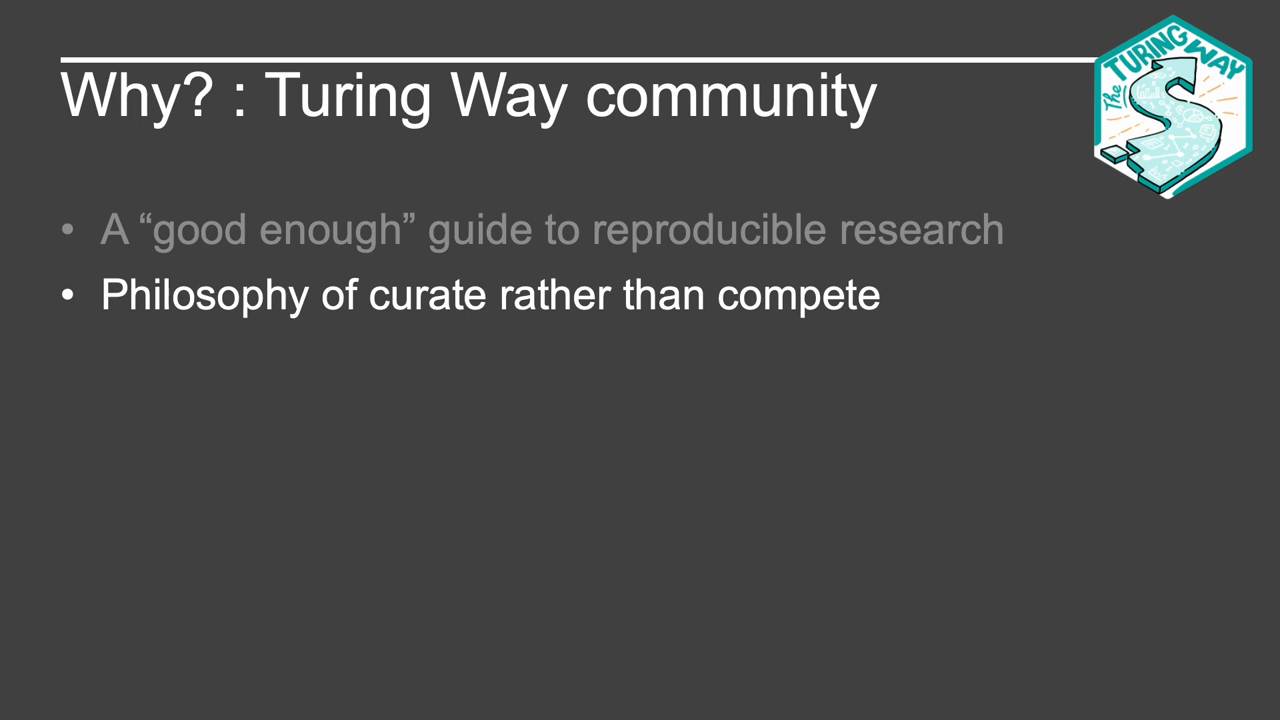 Why? : Turing Way community
The
TURING
WAY
• A “good enough” guide to reproducible research
• Philosophy of curate rather than compete